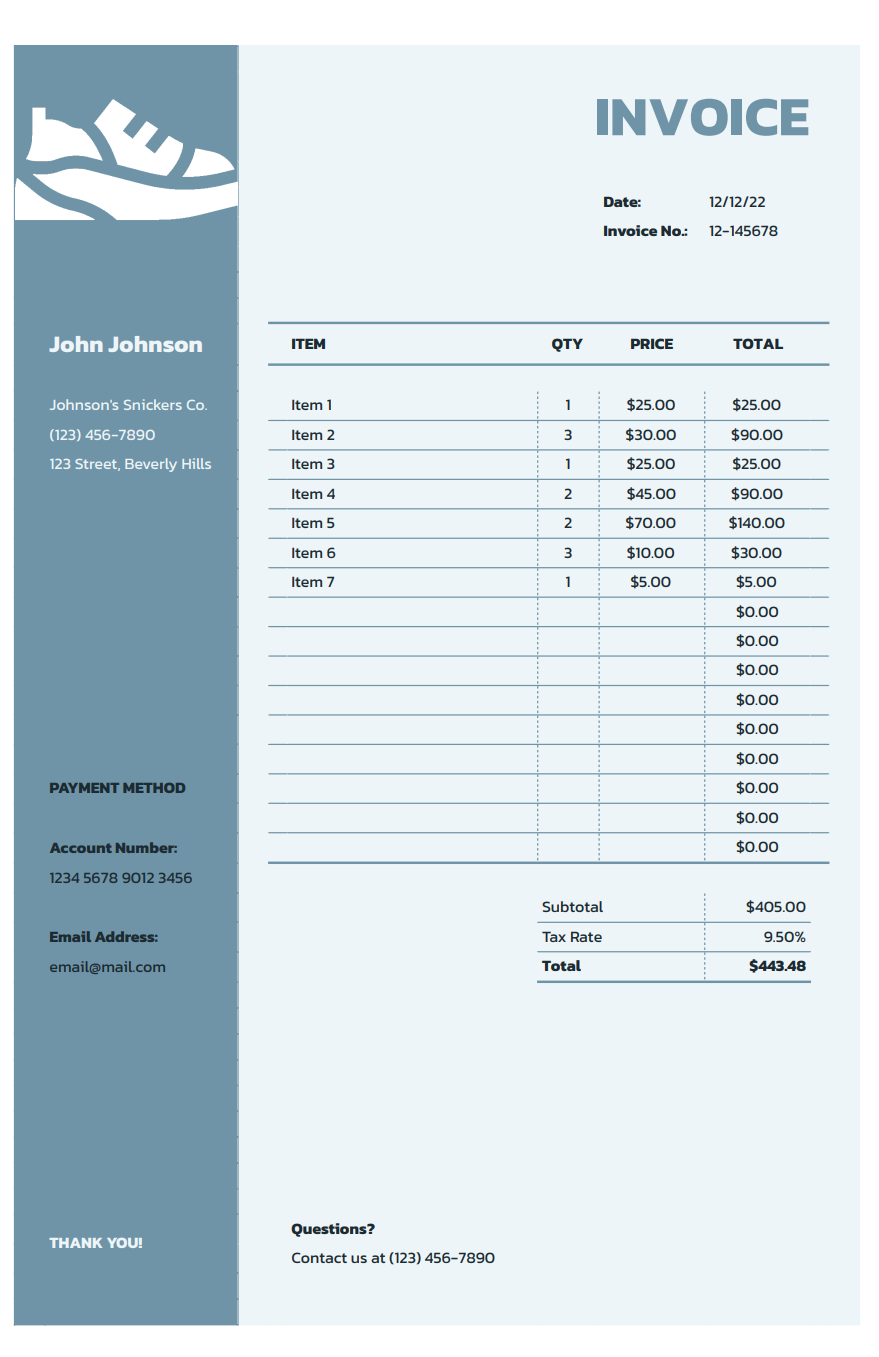 INVOICE
Date: 12/12/22
Invoice No.: 12-145678
John Johnson
Johnson's Snickers Co.
(123) 456-7890
123 Street, Beverly Hills
PAYMENT METHOD
Account Number:
1234 5678 9012 3456
Email Address:
email@mail.com
THANK YOU!
ITEM QTY PRICE TOTAL
Item 1 1 $25.00 $25.00
Item 2 3 $30.00 $90.00
Item 3 1 $25.00 $25.00
Item 4 2 $45.00 $90.00
Item 5 2 $70.00 $140.00
Item 6 3 $10.00 $30.00
Item 7 1 $5.00 $5.00
$0.00
$0.00
$0.00
$0.00
$0.00
$0.00
$0.00
$0.00
$0.00
Subtotal $405.00
Tax Rate 9.50%
Total $443.48
Questions?
Contact us at (123) 456-7890